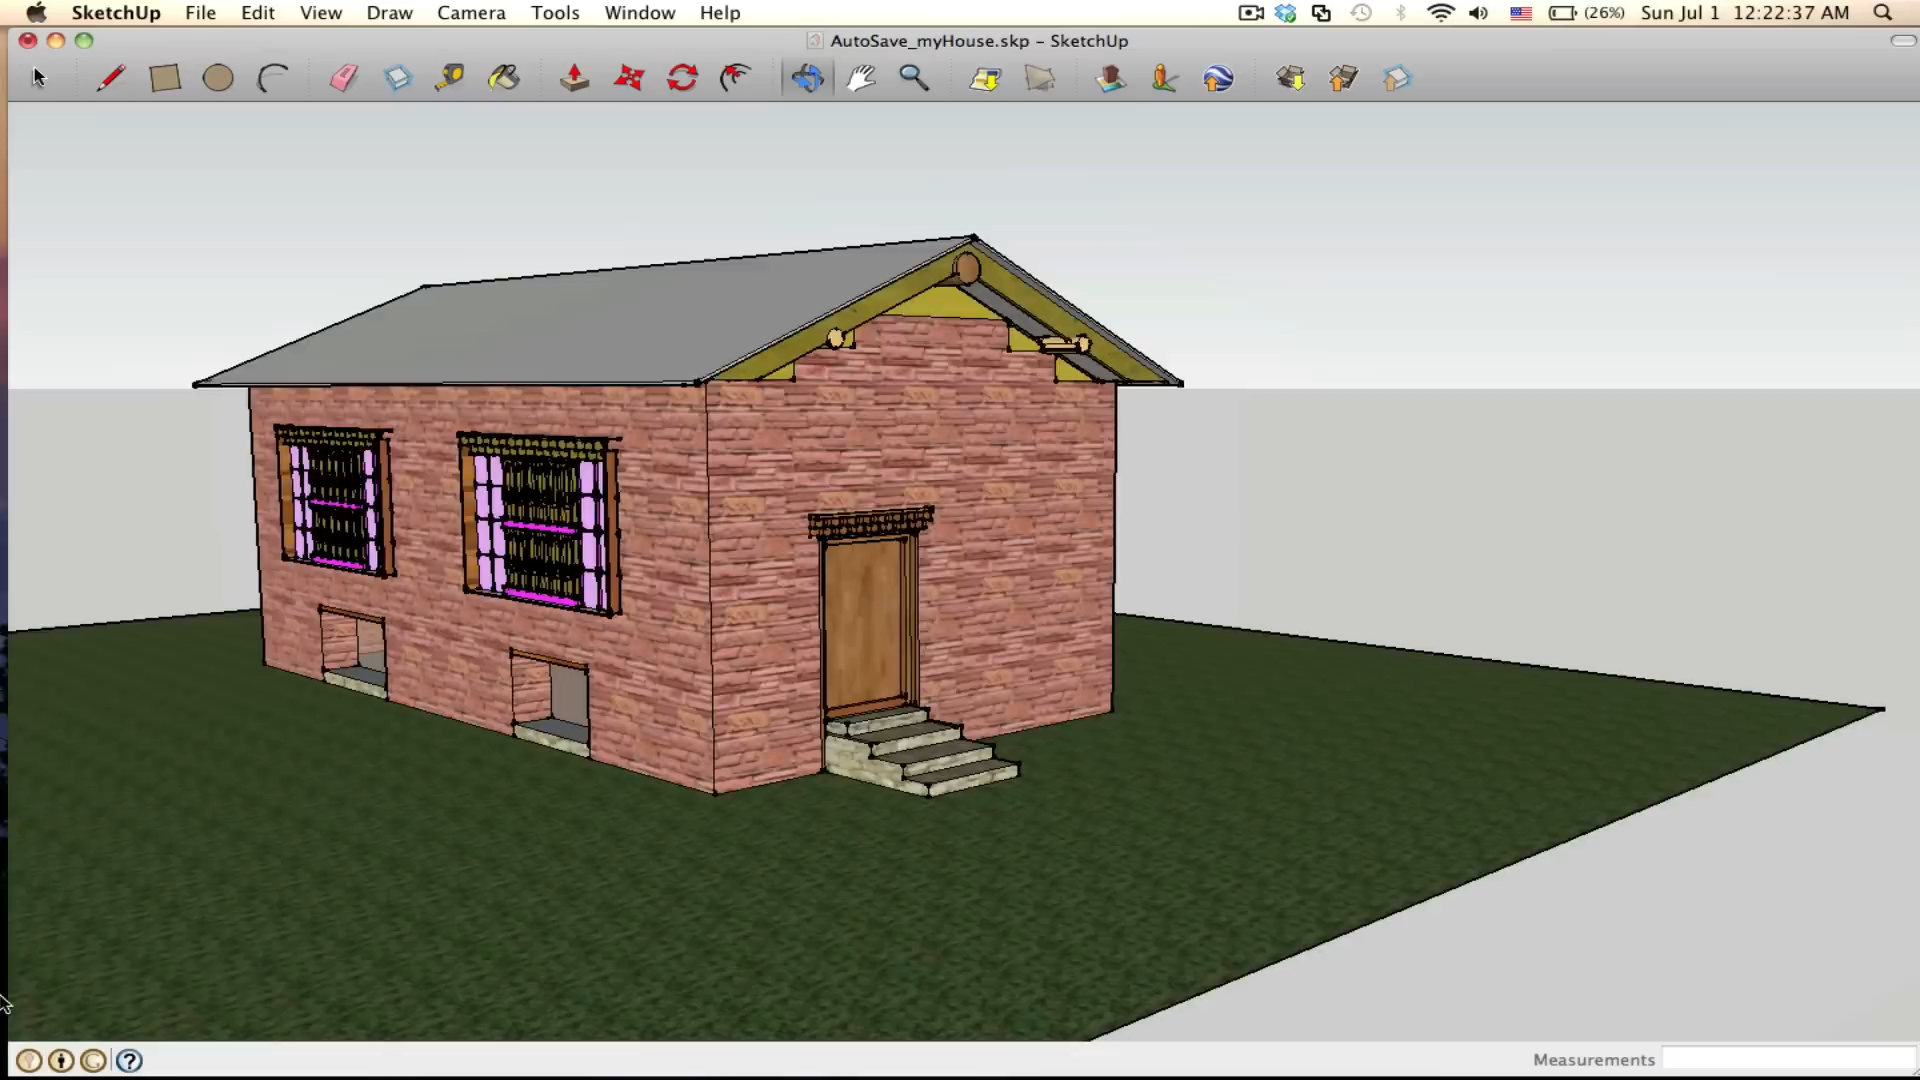 SketchUp File Edit View Draw Camera Tools Window Help (26%) Sun Jul 1 12:22:37 AM
AutoSave_myHouse.skp – SketchUp
Measurements